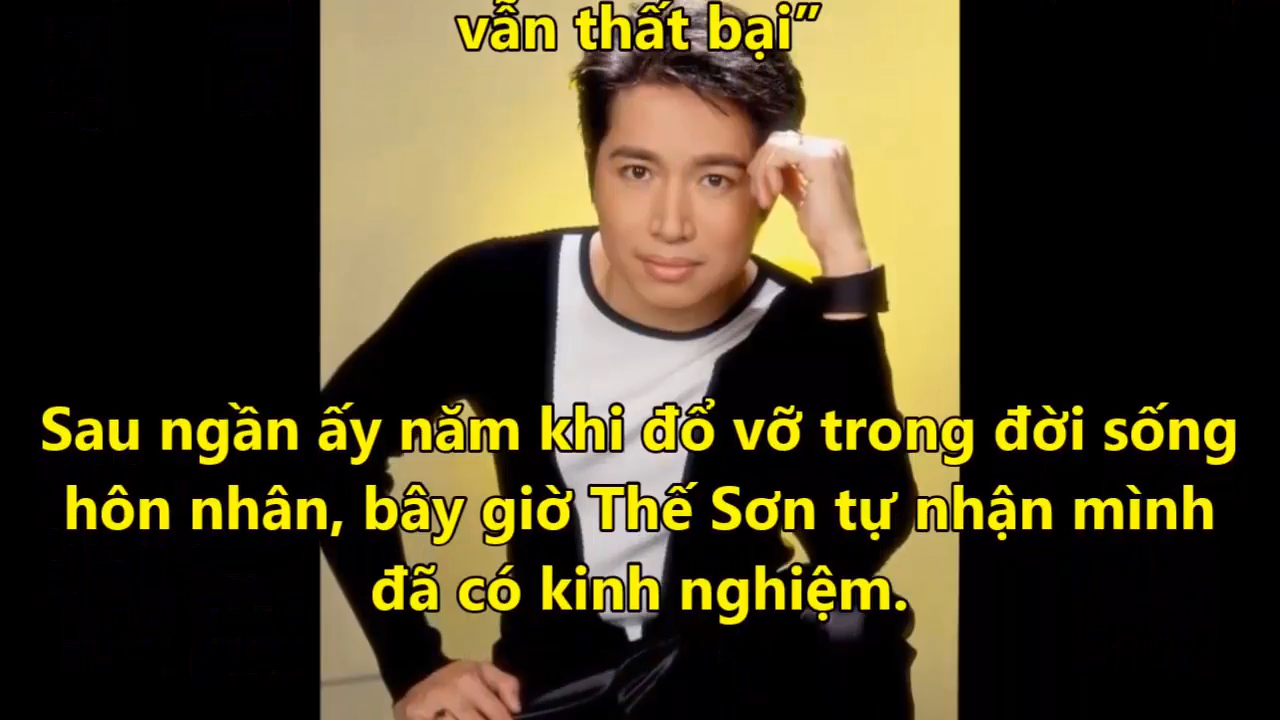 vẫn thất bại”
Sau ngần ấy năm khi đổ vỡ trong đời sống
hôn nhân, bây giờ Thế Sơn tự nhận mình
đã có kinh nghiệm.